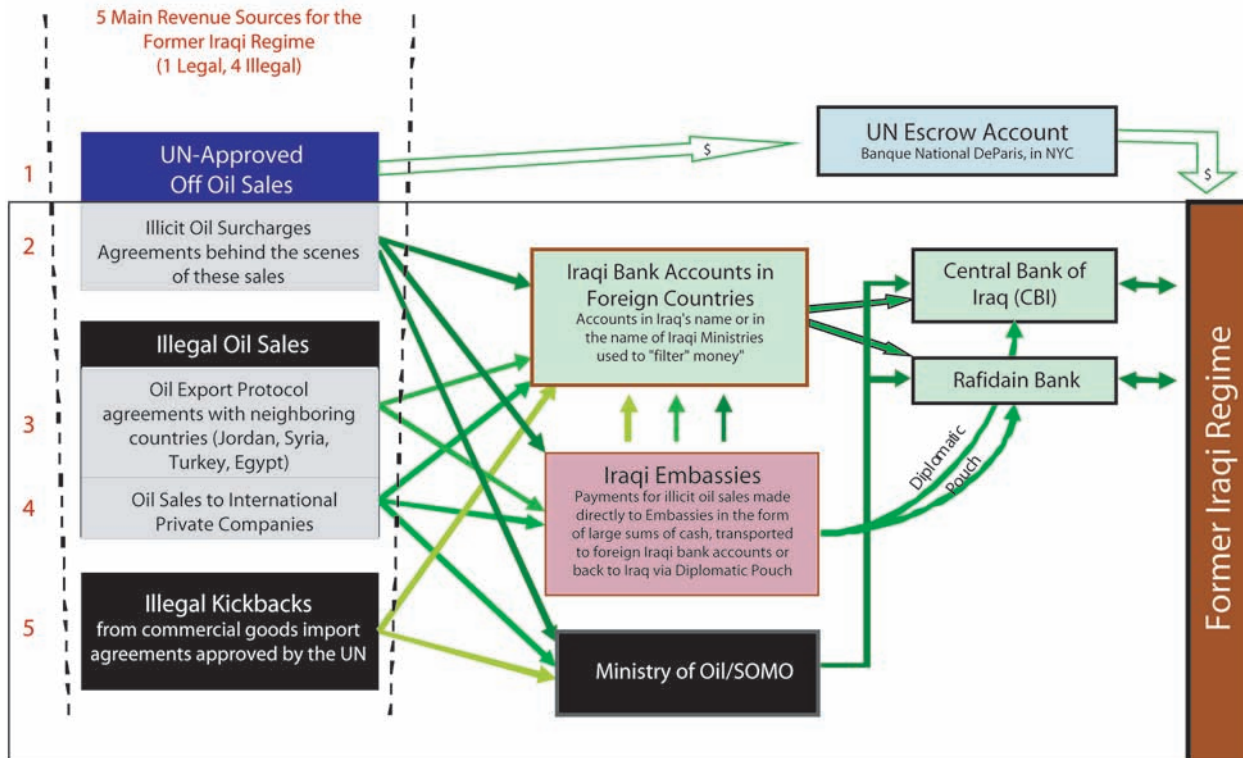 5 Main Revenue Sources for the
Former Iraqi Regime
(1 Legal, 4 Illegal)
1
UN-Approved
Off Oil Sales
$
UN Escrow Account
Banque National DeParis, in NYC
$
2
Illicit Oil Surcharges
Agreements behind the scenes
of these sales
Illegal Oil Sales
3
Oil Export Protocol
agreements with neighboring
countries (Jordan, Syria,
Turkey, Egypt)
4
Oil Sales to International
Private Companies
5
Illegal Kickbacks
from commercial goods import
agreements approved by the UN
Iraqi Bank Accounts in
Foreign Countries
Accounts in Iraq's name or in
the name of Iraqi Ministries
used to "filter" money"
Iraqi Embassies
Payments for illicit oil sales made
directly to Embassies in the form
of large sums of cash, transported
to foreign Iraqi bank accounts or
back to Iraq via Diplomatic Pouch
Ministry of Oil/SOMO
Central Bank of
Iraq (CBI)
Rafidain Bank
Diplomatic
Pouch
Former Iraqi Regime